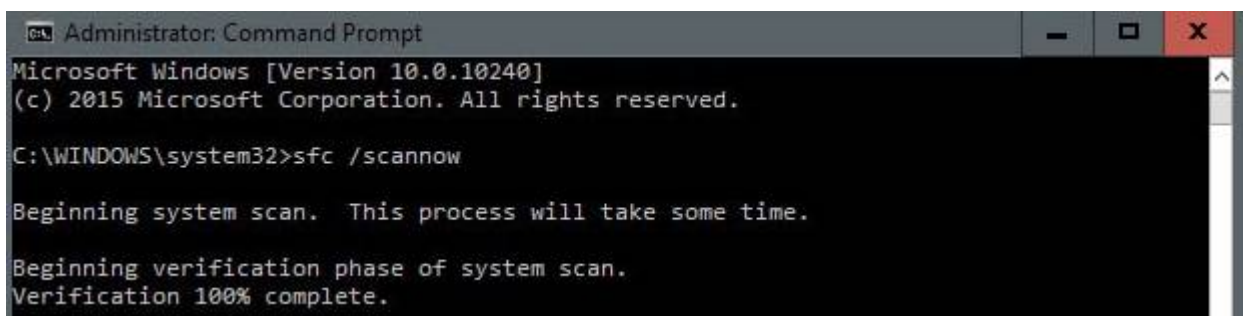 Administrator: Command Prompt
Microsoft Windows [Version 10.0.10240]
(c) 2015 Microsoft Corporation. All rights reserved.
C:\WINDOWS\system32>sfc /scannow
Beginning system scan.  This process will take some time.
Beginning verification phase of system scan.
Verification 100% complete.